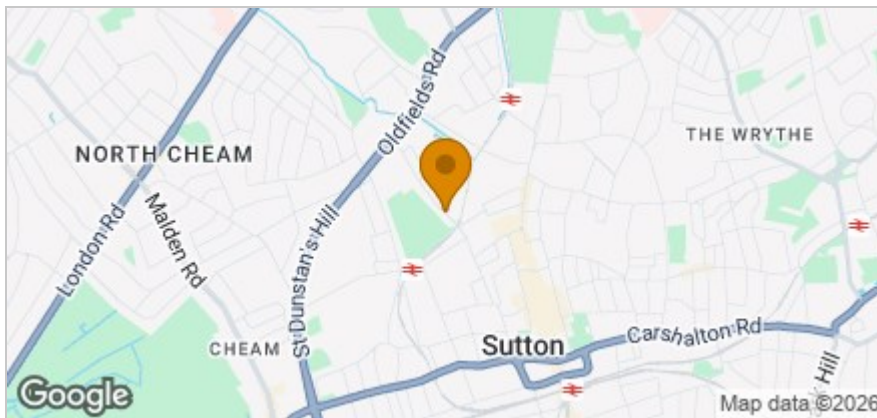 Oldfields Rd
THE WRYTHE
NORTH CHEAM
Malden Rd
London Rd
St Dunstan's Hill
CHEAM
Sutton
Carshalton Rd
Hill
Google
Map data ©2026